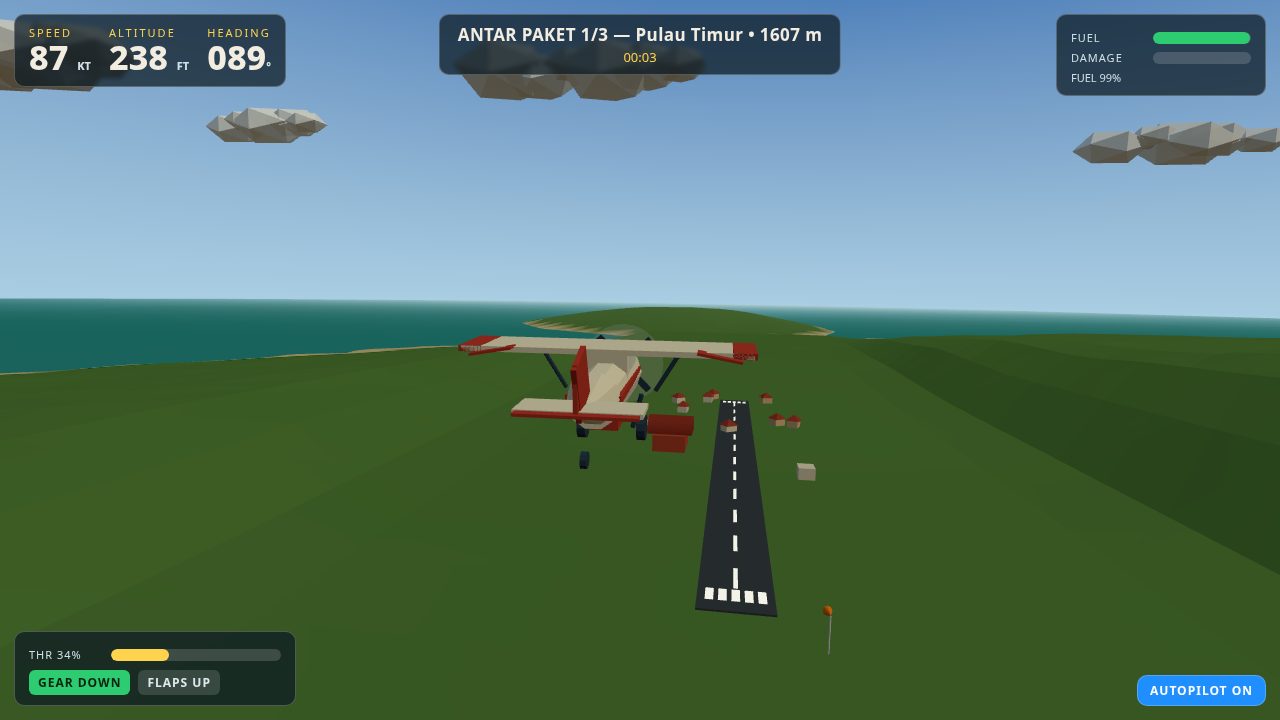 SPEED ALTITUDE HEADING
87 KT 238 FT 089°
ANTAR PAKET 1/3 — Pulau Timur • 1607 m
00:03
FUEL
DAMAGE
FUEL 99%
THR 34%
GEAR DOWN FLAPS UP
AUTOPILOT ON